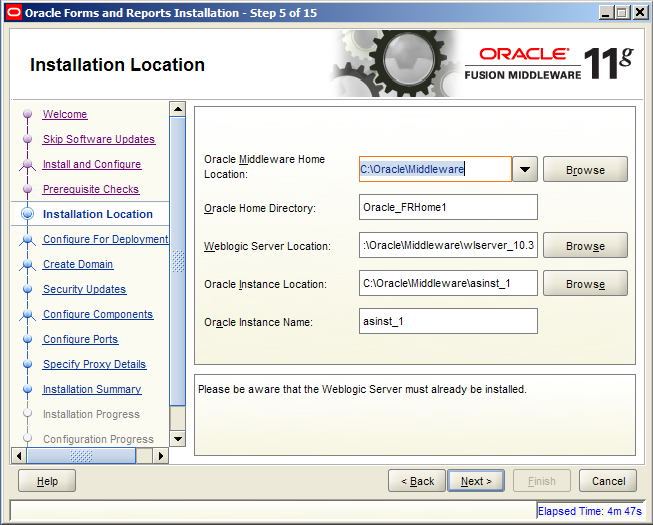 Oracle Forms and Reports Installation - Step 5 of 15
Installation Location
ORACLE
FUSION MIDDLEWARE 11g
Welcome
Skip Software Updates
Install and Configure
Prerequisite Checks
Installation Location
Configure For Deployment
Create Domain
Security Updates
Configure Components
Configure Ports
Specify Proxy Details
Installation Summary
Installation Progress
Configuration Progress
Oracle Middleware Home
Location:
C:\Oracle\Middleware
Browse
Oracle Home Directory:
Oracle_FRHome1
Weblogic Server Location:
:\Oracle\Middleware\wlserver_10.3
Browse
Oracle Instance Location:
C:\Oracle\Middleware\asinst_1
Browse
Oracle Instance Name:
asinst_1
Please be aware that the Weblogic Server must already be installed.
Help
< Back
Next >
Finish
Cancel
Elapsed Time: 4m 47s